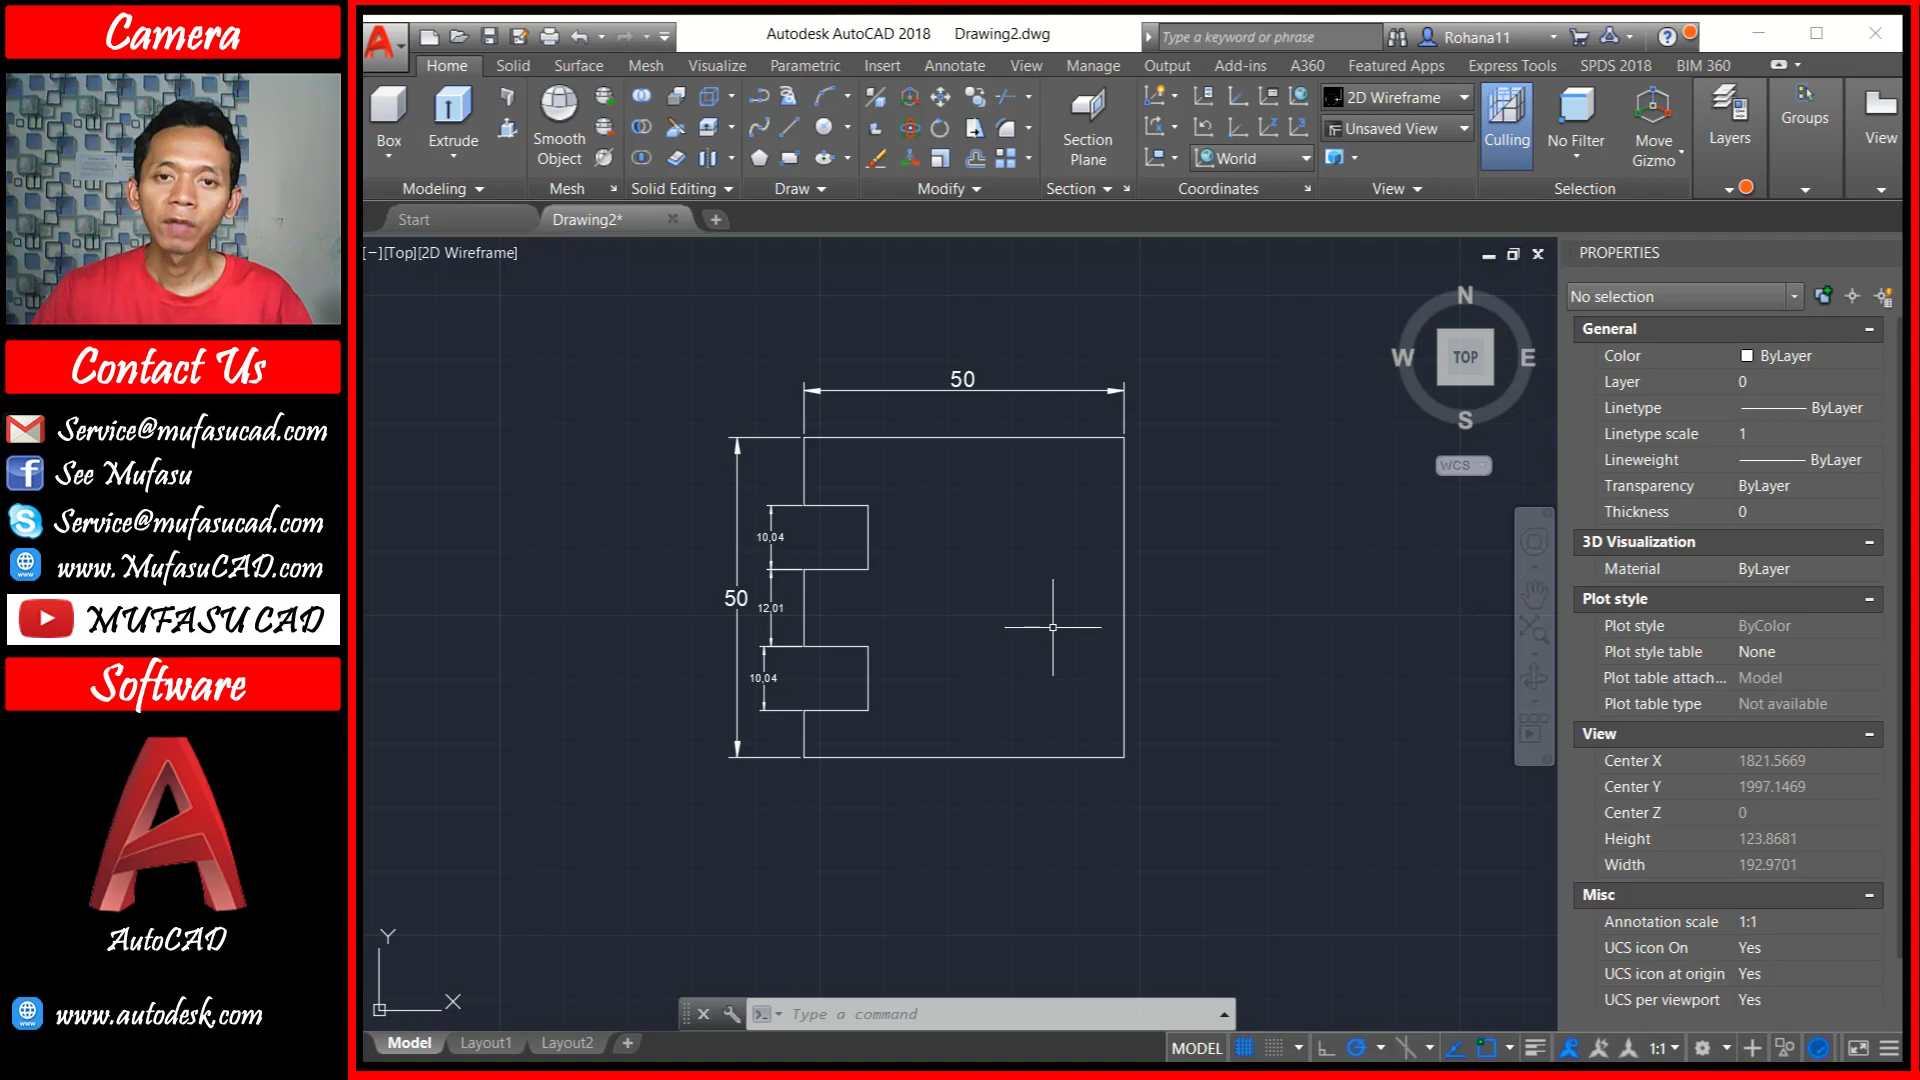 Camera
Contact Us
Service@mufasucad.com
See Mufasu
Service@mufasucad.com
www.MufasuCAD.com
MUFASU CAD
Software
AutoCAD
www.autodesk.com
Autodesk AutoCAD 2018 Drawing2.dwg
Type a keyword or phrase
Rohana11
Home Solid Surface Mesh Visualize Parametric Insert Annotate View Manage Output Add-ins A360 Featured Apps Express Tools SPDS 2018 BIM 360
Box
Extrude
Smooth
Object
Section
Plane
2D Wireframe
Unsaved View
World
Culling
No Filter
Move
Gizmo
Layers
Groups
View
Modeling Mesh Solid Editing Draw Modify Section Coordinates View Selection
Start Drawing2*
[−][Top][2D Wireframe]
N
W TOP E
S
WCS
50
10,04
50
12,01
10,04
Y
X
Type a command
Model Layout1 Layout2
MODEL
1:1
PROPERTIES
No selection
General
Color ByLayer
Layer 0
Linetype ByLayer
Linetype scale 1
Lineweight ByLayer
Transparency ByLayer
Thickness 0
3D Visualization
Material ByLayer
Plot style
Plot style ByColor
Plot style table None
Plot table attach... Model
Plot table type Not available
View
Center X 1821.5669
Center Y 1997.1469
Center Z 0
Height 123.8681
Width 192.9701
Misc
Annotation scale 1:1
UCS icon On Yes
UCS icon at origin Yes
UCS per viewport Yes